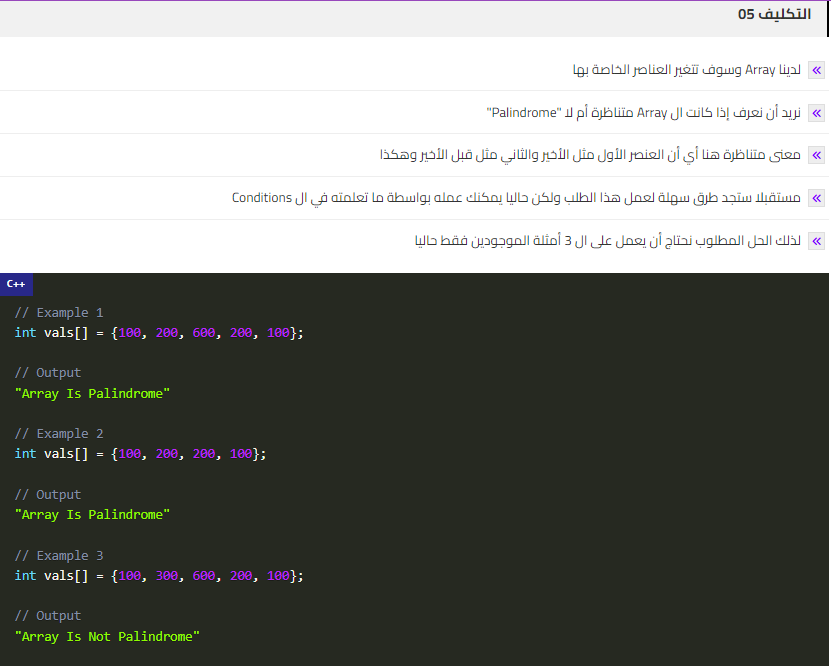 التكليف 05
» لدينا Array وسوف تتغير العناصر الخاصة بها
» نريد أن نعرف إذا كانت ال Array متناظرة أم لا "Palindrome"
» معنى متناظرة هنا أي أن العنصر الأول مثل الأخير والثاني مثل قبل الأخير وهكذا
» مستقبلا ستجد طرق سهلة لعمل هذا الطلب ولكن حاليا يمكنك عمله بواسطة ما تعلمته في ال Conditions
» لذلك الحل المطلوب نحتاج أن يعمل على ال 3 أمثلة الموجودين فقط حاليا
C++
// Example 1
int vals[] = {100, 200, 600, 200, 100};
// Output
"Array Is Palindrome"
// Example 2
int vals[] = {100, 200, 200, 100};
// Output
"Array Is Palindrome"
// Example 3
int vals[] = {100, 300, 600, 200, 100};
// Output
"Array Is Not Palindrome"